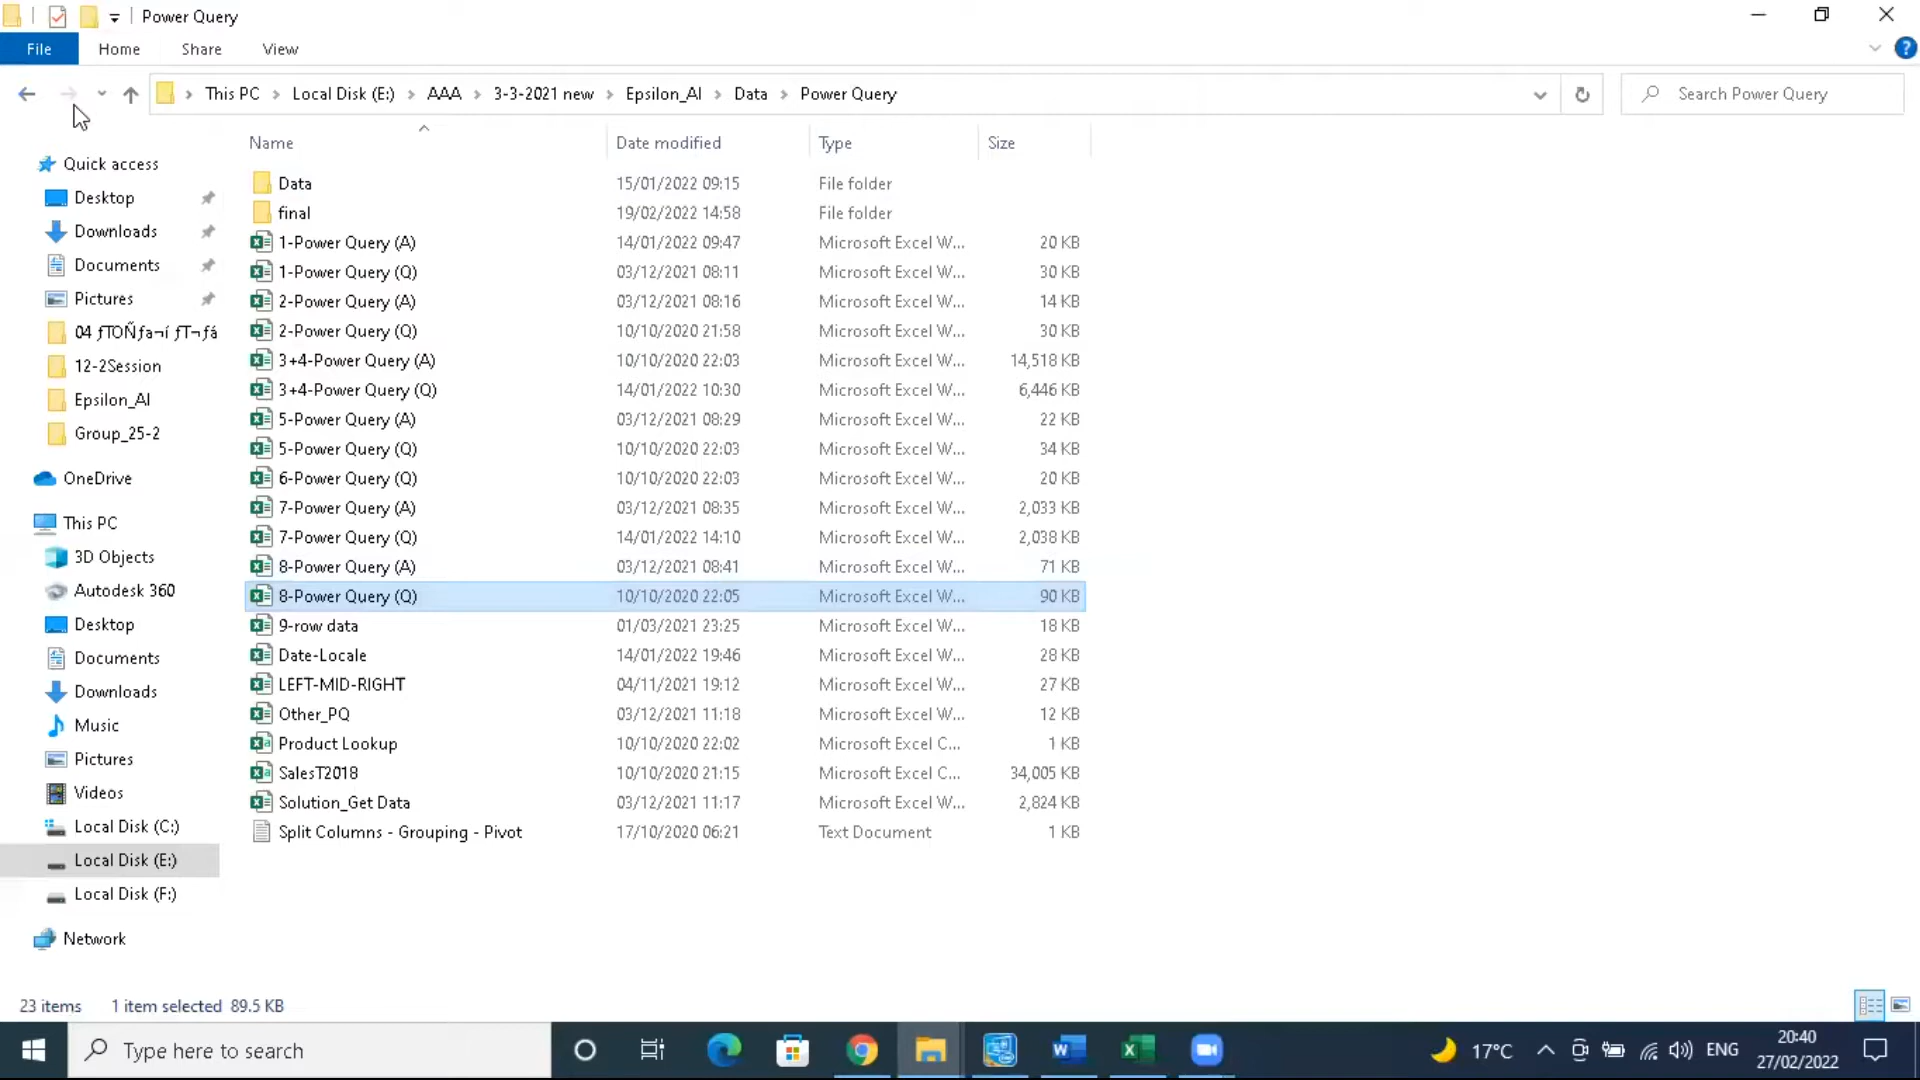 Power Query
File Home Share View
This PC Local Disk (E:) AAA 3-3-2021 new Epsilon_AI Data Power Query
Search Power Query
Name Date modified Type Size
Quick access
Desktop
Downloads
Documents
Pictures
04 ƒTOÑƒa¬í ƒT¬ƒá
12-2Session
Epsilon_AI
Group_25-2
OneDrive
This PC
3D Objects
Autodesk 360
Desktop
Documents
Downloads
Music
Pictures
Videos
Local Disk (C:)
Local Disk (E:)
Local Disk (F:)
Network
Data 15/01/2022 09:15 File folder
final 19/02/2022 14:58 File folder
1-Power Query (A) 14/01/2022 09:47 Microsoft Excel W... 20 KB
1-Power Query (Q) 03/12/2021 08:11 Microsoft Excel W... 30 KB
2-Power Query (A) 03/12/2021 08:16 Microsoft Excel W... 14 KB
2-Power Query (Q) 10/10/2020 21:58 Microsoft Excel W... 30 KB
3+4-Power Query (A) 10/10/2020 22:03 Microsoft Excel W... 14,518 KB
3+4-Power Query (Q) 14/01/2022 10:30 Microsoft Excel W... 6,446 KB
5-Power Query (A) 03/12/2021 08:29 Microsoft Excel W... 22 KB
5-Power Query (Q) 10/10/2020 22:03 Microsoft Excel W... 34 KB
6-Power Query (Q) 10/10/2020 22:03 Microsoft Excel W... 20 KB
7-Power Query (A) 03/12/2021 08:35 Microsoft Excel W... 2,033 KB
7-Power Query (Q) 14/01/2022 14:10 Microsoft Excel W... 2,038 KB
8-Power Query (A) 03/12/2021 08:41 Microsoft Excel W... 71 KB
8-Power Query (Q) 10/10/2020 22:05 Microsoft Excel W... 90 KB
9-row data 01/03/2021 23:25 Microsoft Excel W... 18 KB
Date-Locale 14/01/2022 19:46 Microsoft Excel W... 28 KB
LEFT-MID-RIGHT 04/11/2021 19:12 Microsoft Excel W... 27 KB
Other_PQ 03/12/2021 11:18 Microsoft Excel W... 12 KB
Product Lookup 10/10/2020 22:02 Microsoft Excel C... 1 KB
SalesT2018 10/10/2020 21:15 Microsoft Excel C... 34,005 KB
Solution_Get Data 03/12/2021 11:17 Microsoft Excel W... 2,824 KB
Split Columns - Grouping - Pivot 17/10/2020 06:21 Text Document 1 KB
23 items 1 item selected 89.5 KB
Type here to search
17°C ENG 20:40
27/02/2022